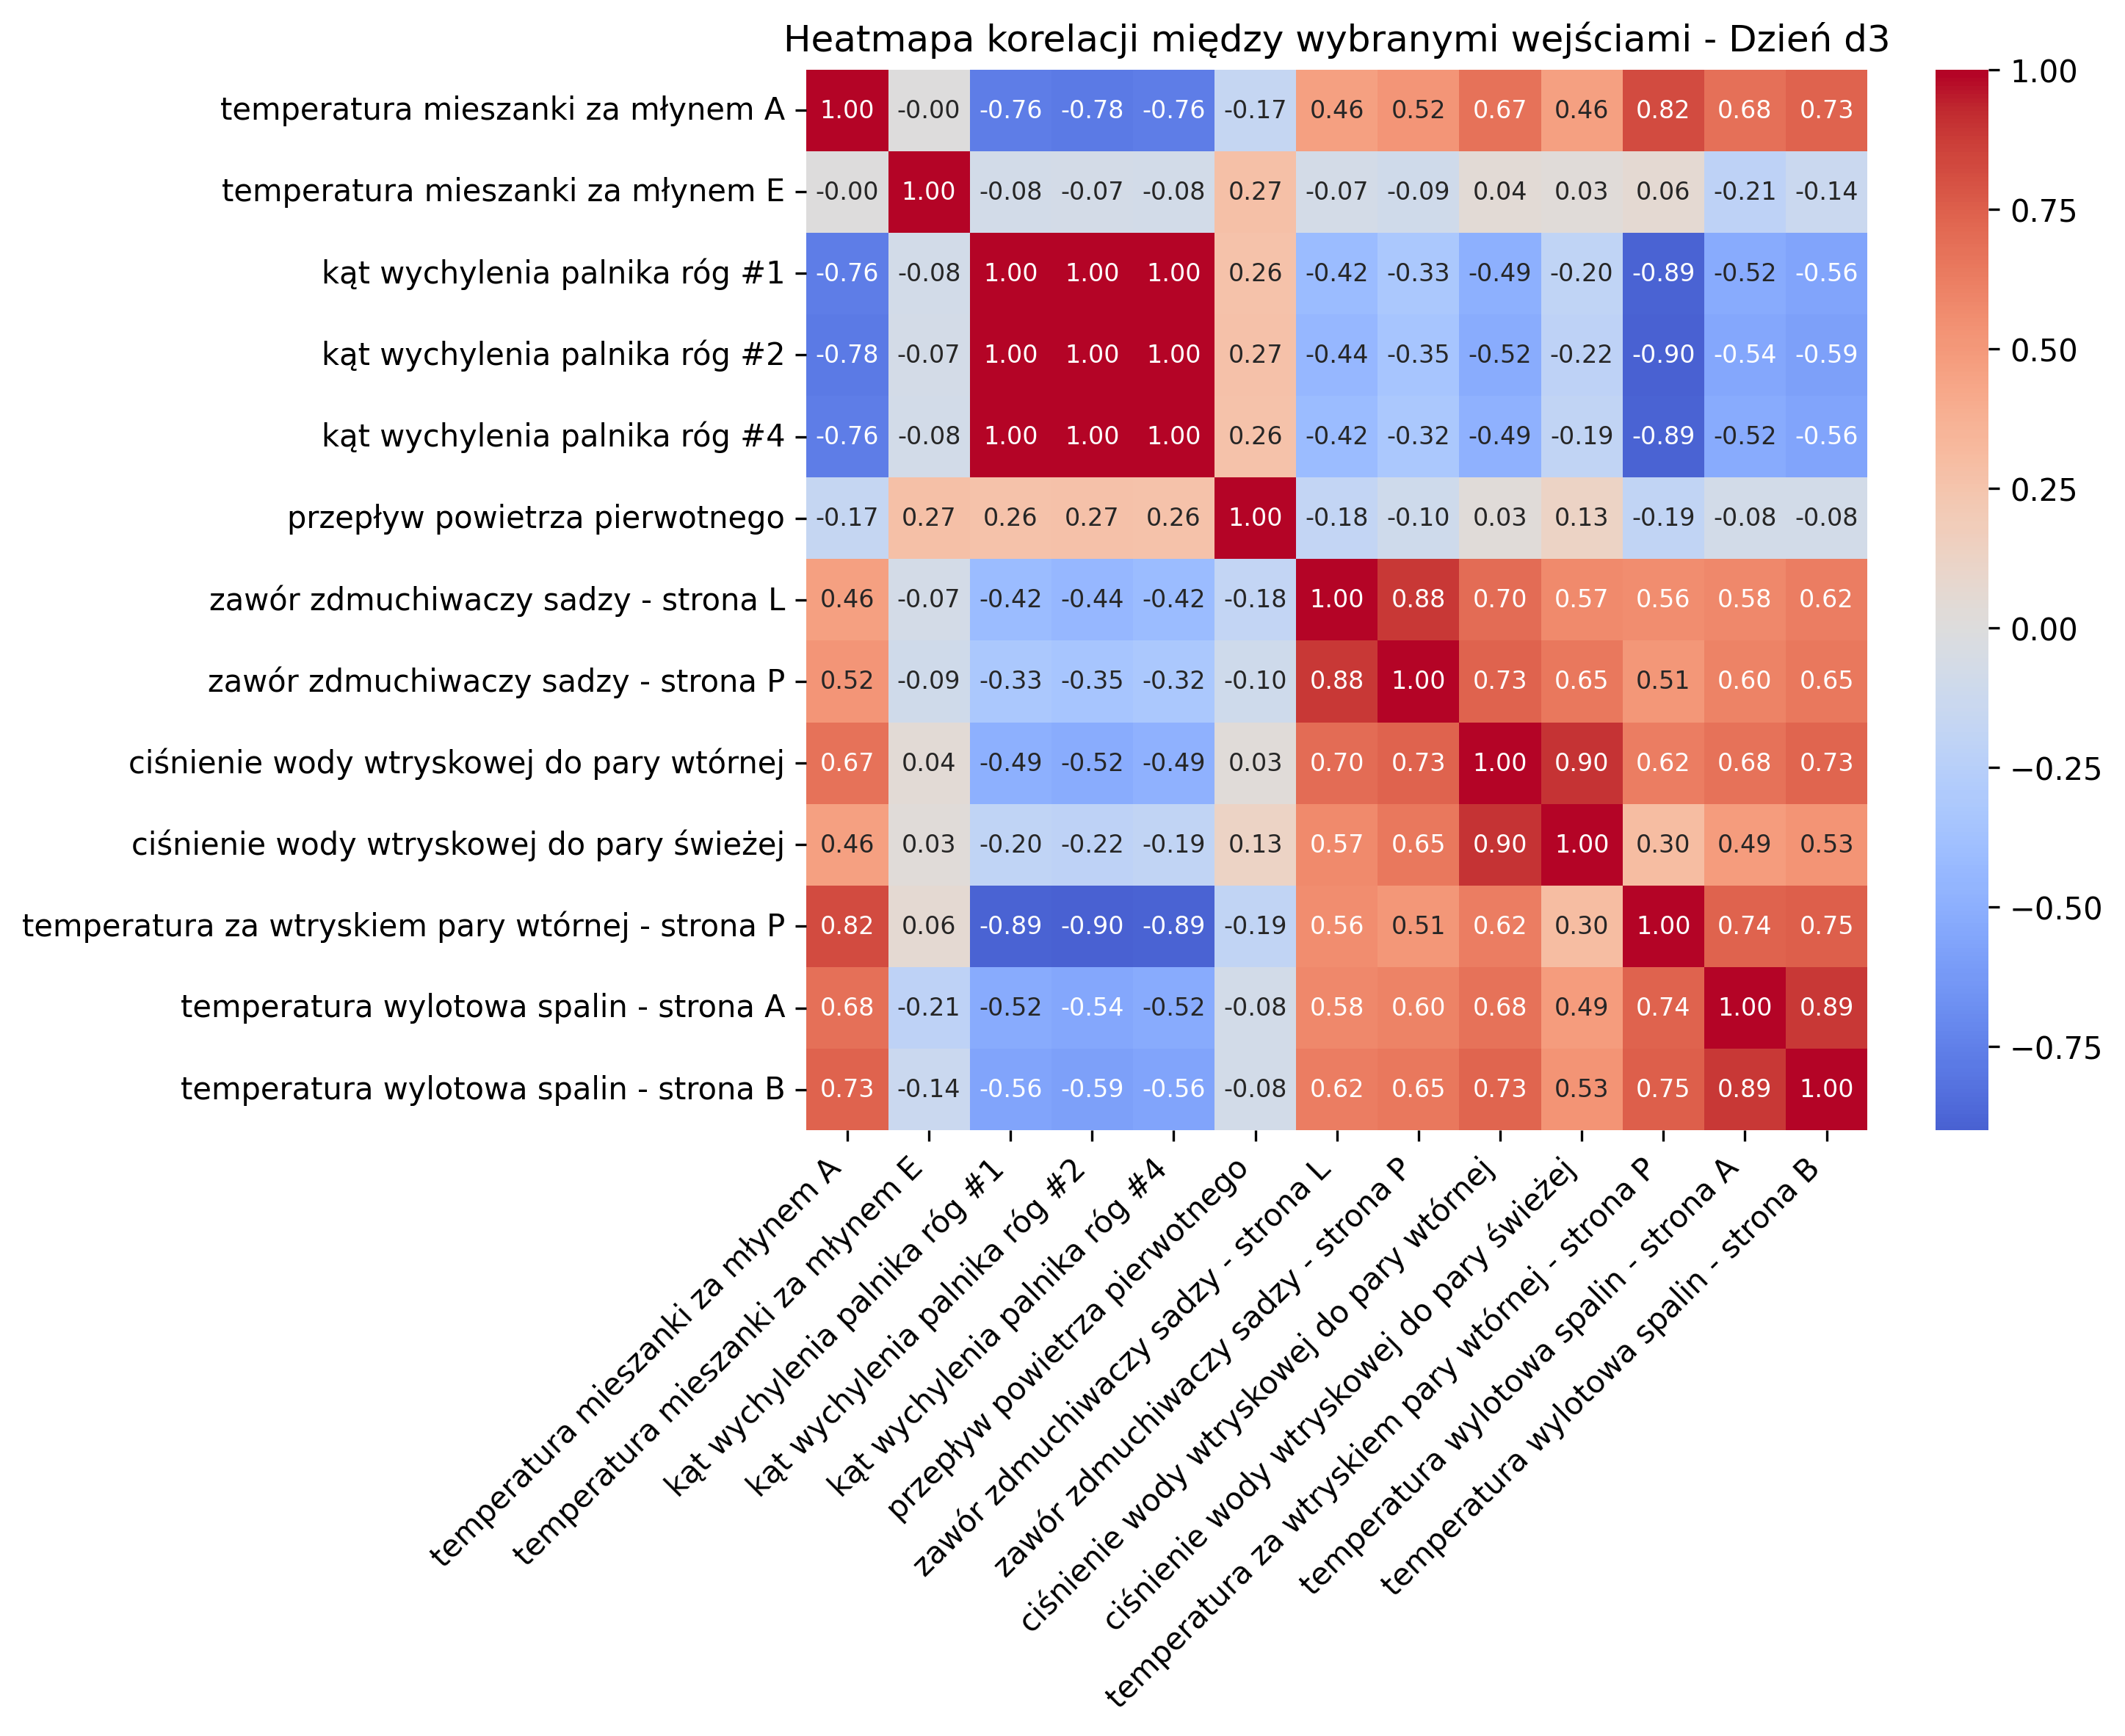 Heatmapa korelacji między wybranymi wejściami - Dzień d3
temperatura mieszanki za młynem A 1.00 -0.00 -0.76 -0.78 -0.76 -0.17 0.46 0.52 0.67 0.46 0.82 0.68 0.73
temperatura mieszanki za młynem E -0.00 1.00 -0.08 -0.07 -0.08 0.27 -0.07 -0.09 0.04 0.03 0.06 -0.21 -0.14
kąt wychylenia palnika róg #1 -0.76 -0.08 1.00 1.00 1.00 0.26 -0.42 -0.33 -0.49 -0.20 -0.89 -0.52 -0.56
kąt wychylenia palnika róg #2 -0.78 -0.07 1.00 1.00 1.00 0.27 -0.44 -0.35 -0.52 -0.22 -0.90 -0.54 -0.59
kąt wychylenia palnika róg #4 -0.76 -0.08 1.00 1.00 1.00 0.26 -0.42 -0.32 -0.49 -0.19 -0.89 -0.52 -0.56
przepływ powietrza pierwotnego -0.17 0.27 0.26 0.27 0.26 1.00 -0.18 -0.10 0.03 0.13 -0.19 -0.08 -0.08
zawór zdmuchiwaczy sadzy - strona L 0.46 -0.07 -0.42 -0.44 -0.42 -0.18 1.00 0.88 0.70 0.57 0.56 0.58 0.62
zawór zdmuchiwaczy sadzy - strona P 0.52 -0.09 -0.33 -0.35 -0.32 -0.10 0.88 1.00 0.73 0.65 0.51 0.60 0.65
ciśnienie wody wtryskowej do pary wtórnej 0.67 0.04 -0.49 -0.52 -0.49 0.03 0.70 0.73 1.00 0.90 0.62 0.68 0.73
ciśnienie wody wtryskowej do pary świeżej 0.46 0.03 -0.20 -0.22 -0.19 0.13 0.57 0.65 0.90 1.00 0.30 0.49 0.53
temperatura za wtryskiem pary wtórnej - strona P 0.82 0.06 -0.89 -0.90 -0.89 -0.19 0.56 0.51 0.62 0.30 1.00 0.74 0.75
temperatura wylotowa spalin - strona A 0.68 -0.21 -0.52 -0.54 -0.52 -0.08 0.58 0.60 0.68 0.49 0.74 1.00 0.89
temperatura wylotowa spalin - strona B 0.73 -0.14 -0.56 -0.59 -0.56 -0.08 0.62 0.65 0.73 0.53 0.75 0.89 1.00
temperatura mieszanki za młynem A
temperatura mieszanki za młynem E
kąt wychylenia palnika róg #1
kąt wychylenia palnika róg #2
kąt wychylenia palnika róg #4
przepływ powietrza pierwotnego
zawór zdmuchiwaczy sadzy - strona L
zawór zdmuchiwaczy sadzy - strona P
ciśnienie wody wtryskowej do pary wtórnej
ciśnienie wody wtryskowej do pary świeżej
temperatura za wtryskiem pary wtórnej - strona P
temperatura wylotowa spalin - strona A
temperatura wylotowa spalin - strona B
1.00
0.75
0.50
0.25
0.00
−0.25
−0.50
−0.75